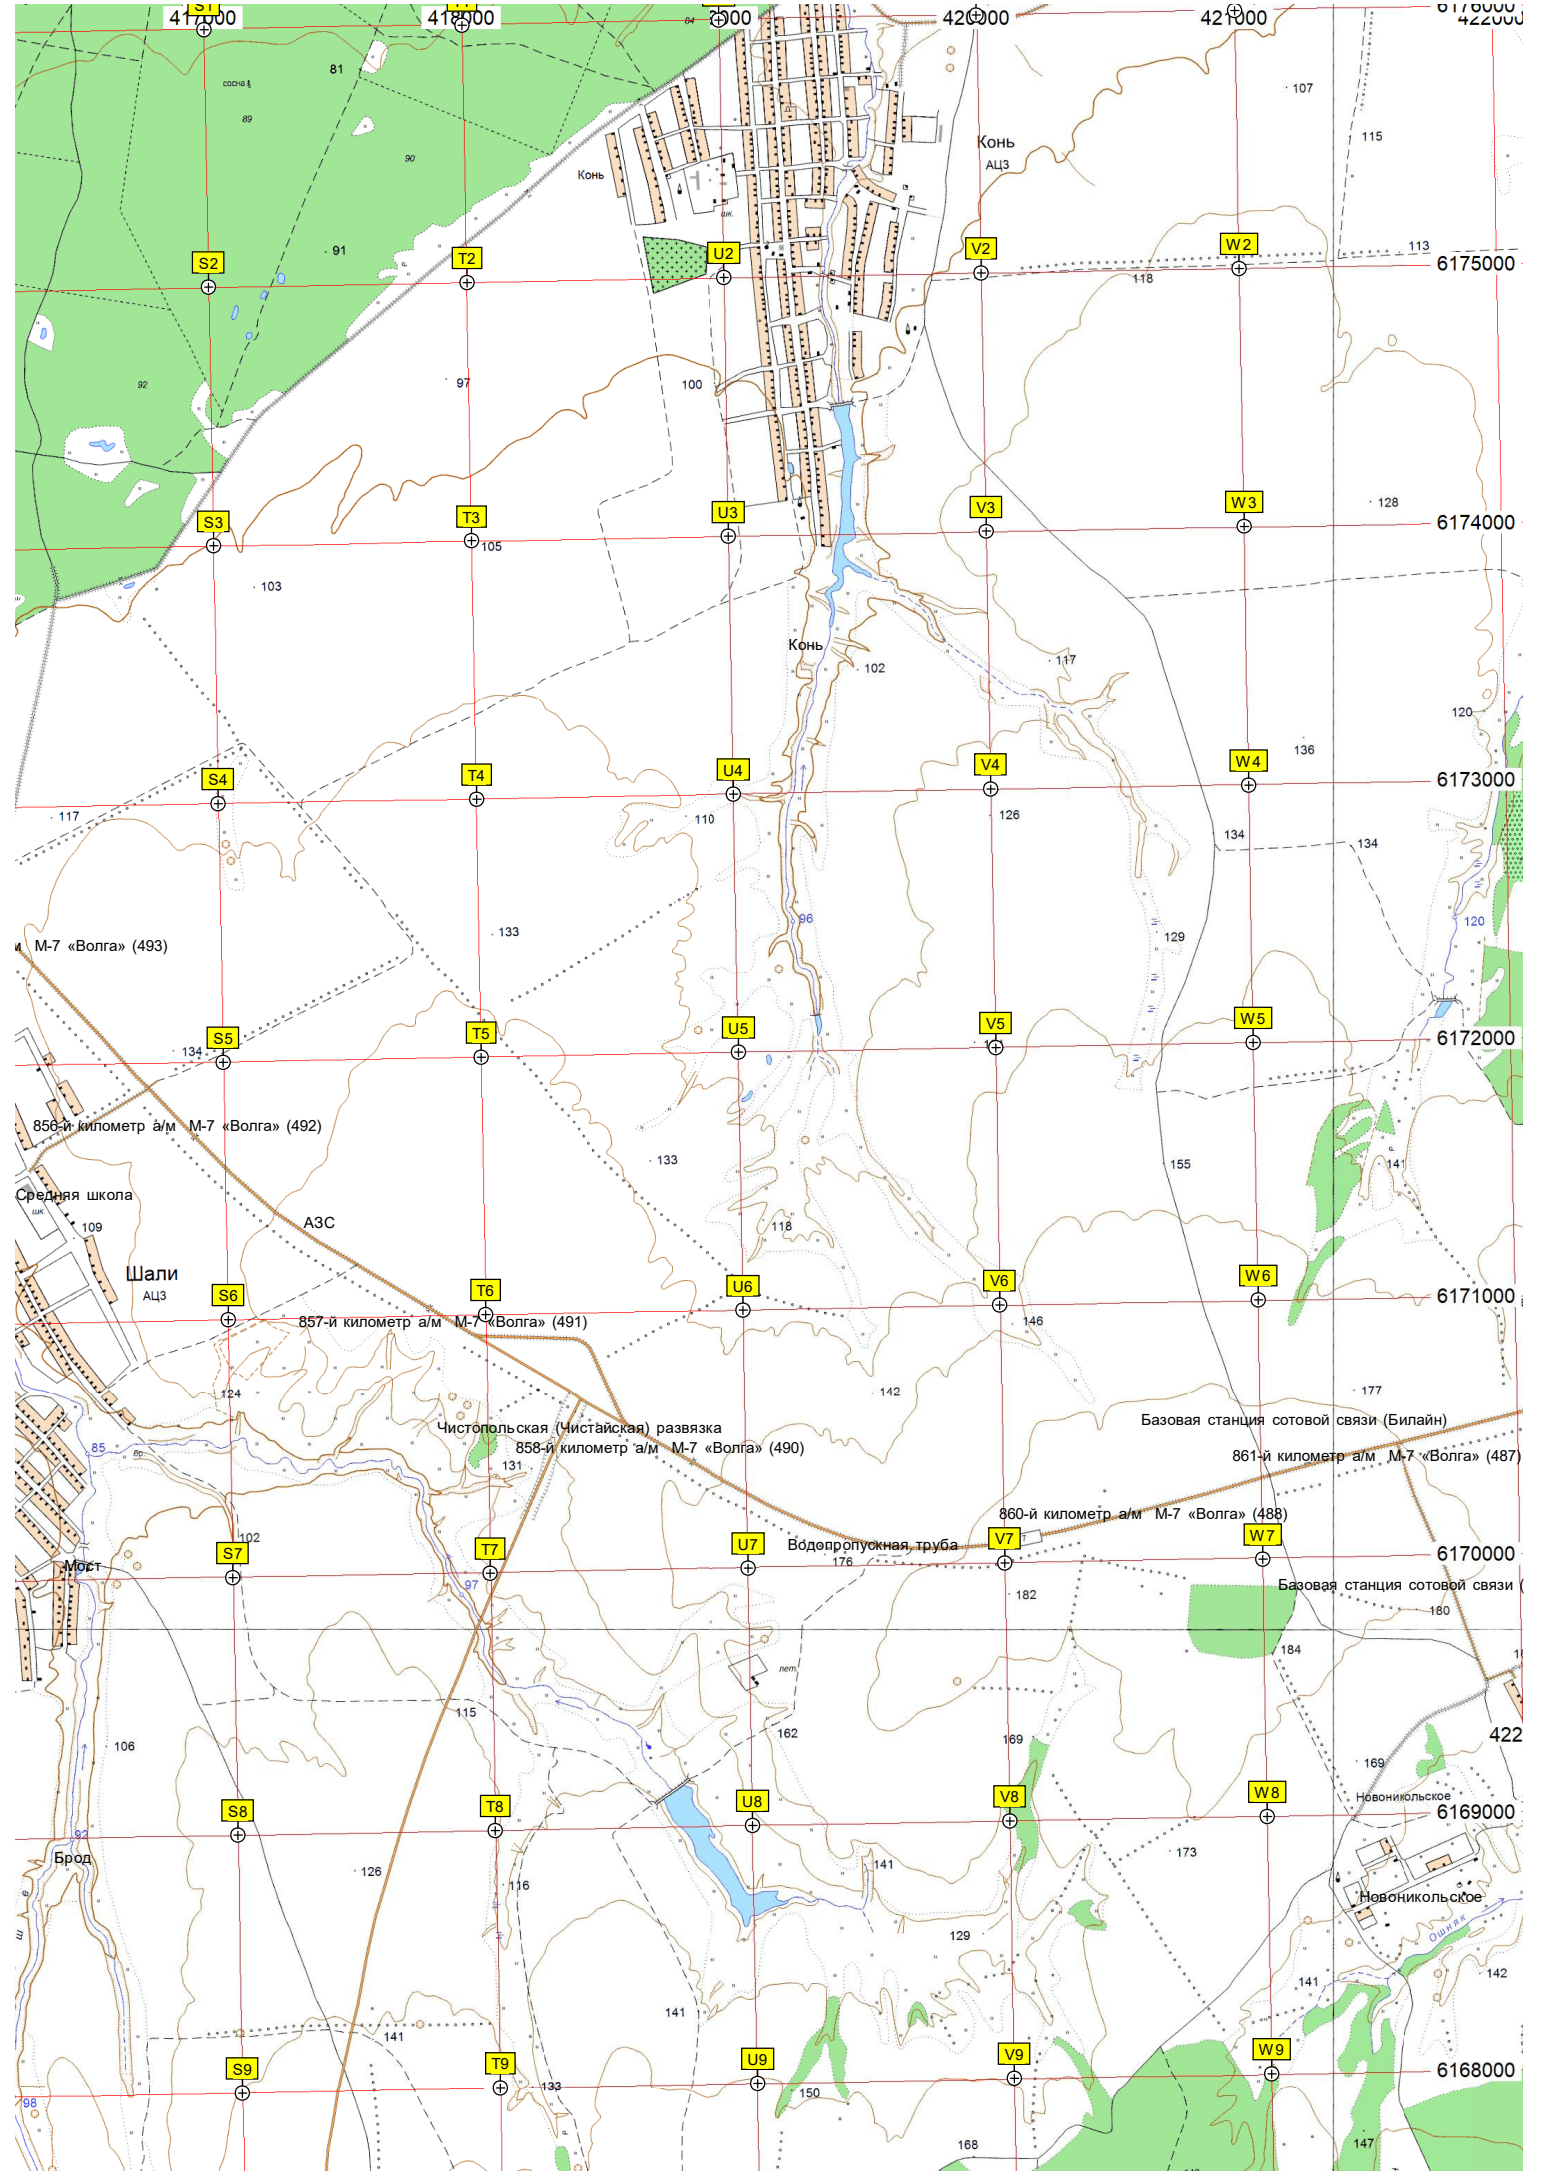 S1
417000
418000
420000
421000
6176000
422000
84
81
сосна
89
90
107
115
Конь
АЦЗ
Конь
шк.
91
S2
T2
U2
V2
W2
113
118
6175000
92
97
100
S3
T3
U3
V3
W3
128
6174000
105
103
Конь
102
117
120
136
S4
T4
U4
V4
W4
6173000
117
110
126
134
134
96
120
133
129
М-7 «Волга» (493)
S5
T5
U5
V5
W5
6172000
134
856-й километр а/м М-7 «Волга» (492)
133
155
141
Средняя школа
шк.
109
АЗС
118
Шали
АЦЗ
S6
T6
U6
V6
W6
6171000
857-й километр а/м М-7 «Волга» (491)
146
124
142
177
Чистопольская (Чистайская) развязка
Базовая станция сотовой связи (Билайн)
85
бр.
858-й километр а/м М-7 «Волга» (490)
861-й километр а/м М-7 «Волга» (487)
131
860-й километр а/м М-7 «Волга» (488)
102
S7
T7
U7
Водопропускная труба
V7
W7
6170000
176
Мост
97
182
Базовая станция сотовой связи (
180
184
лет.
115
162
169
422
106
169
Новоникольское
S8
T8
U8
V8
W8
6169000
92
Брод
126
116
141
173
Новоникольское
129
Ошняк
141
142
141
141
S9
T9
U9
V9
W9
6168000
98
133
150
168
147